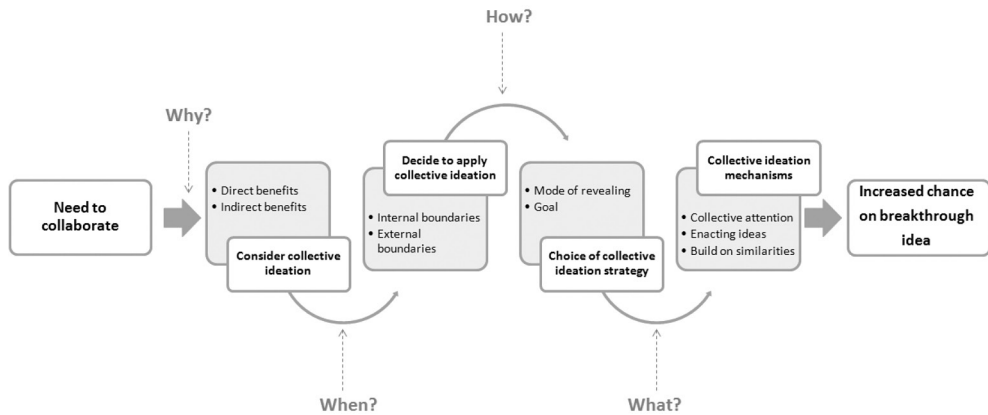 How?
Why?
Need to
collaborate
• Direct benefits
• Indirect benefits
Consider collective
ideation
Decide to apply
collective ideation
• Internal boundaries
• External
boundaries
• Mode of revealing
• Goal
Choice of collective
ideation strategy
Collective ideation
mechanisms
• Collective attention
• Enacting ideas
• Build on similarities
Increased chance
on breakthrough
idea
When?
What?